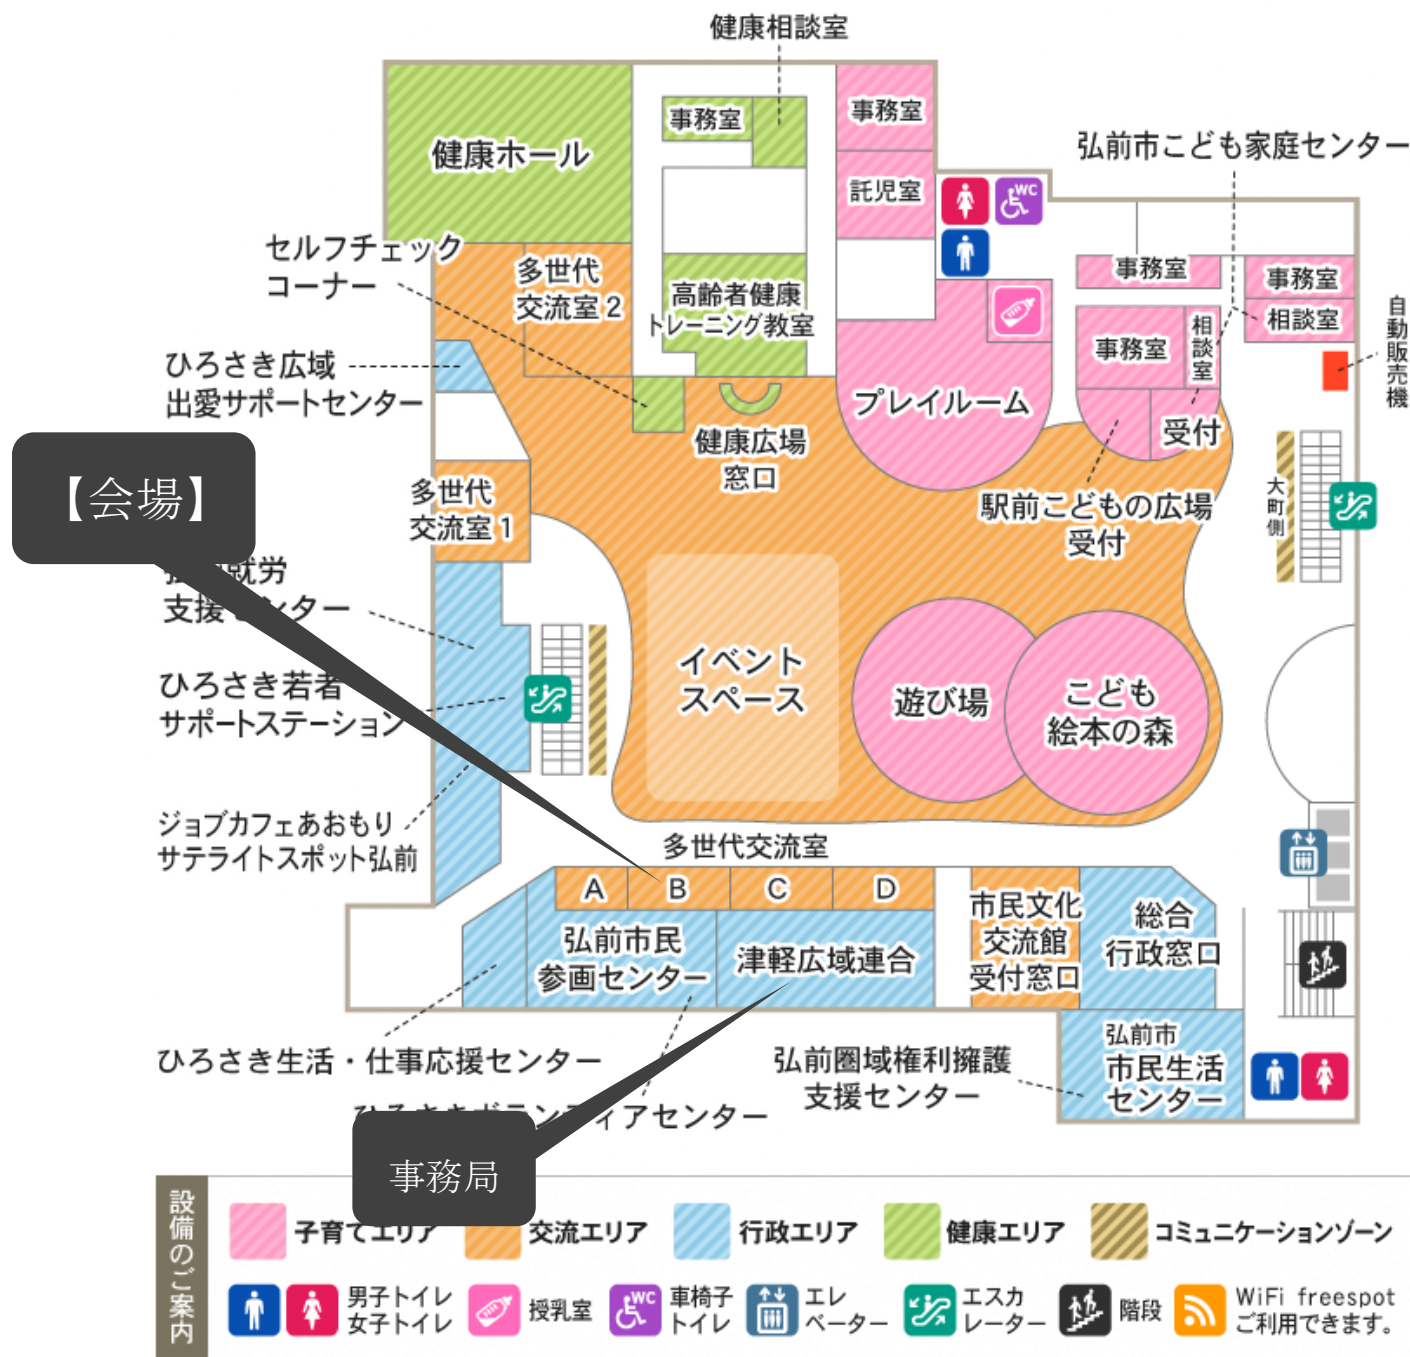 健康相談室
健康ホール
事務室
事務室
託児室
WC
弘前市こども家庭センター
セルフチェック
コーナー
多世代
交流室2
高齢者健康
トレーニング教室
事務室
事務室
相談室
事務室
相談室
自動販売機
ひろさき広域
出愛サポートセンター
プレイルーム
受付
健康広場
窓口
【会場】
多世代
交流室1
駅前こどもの広場
受付
大町側
就労
支援センター
ひろさき若者
サポートステーション
イベント
スペース
遊び場
こども
絵本の森
ジョブカフェあおもり
サテライトスポット弘前
多世代交流室
A B C D
弘前市民
参画センター
津軽広域連合
市民文化
交流館
受付窓口
総合
行政窓口
ひろさき生活・仕事応援センター
ひろさきボランティアセンター
弘前圏域権利擁護
支援センター
弘前市
市民生活
センター
事務局
設備のご案内
子育てエリア 交流エリア 行政エリア 健康エリア コミュニケーションゾーン
男子トイレ
女子トイレ
授乳室
WC
車椅子
トイレ
エレ
ベーター
エスカ
レーター
階段
WiFi freespot
ご利用できます。